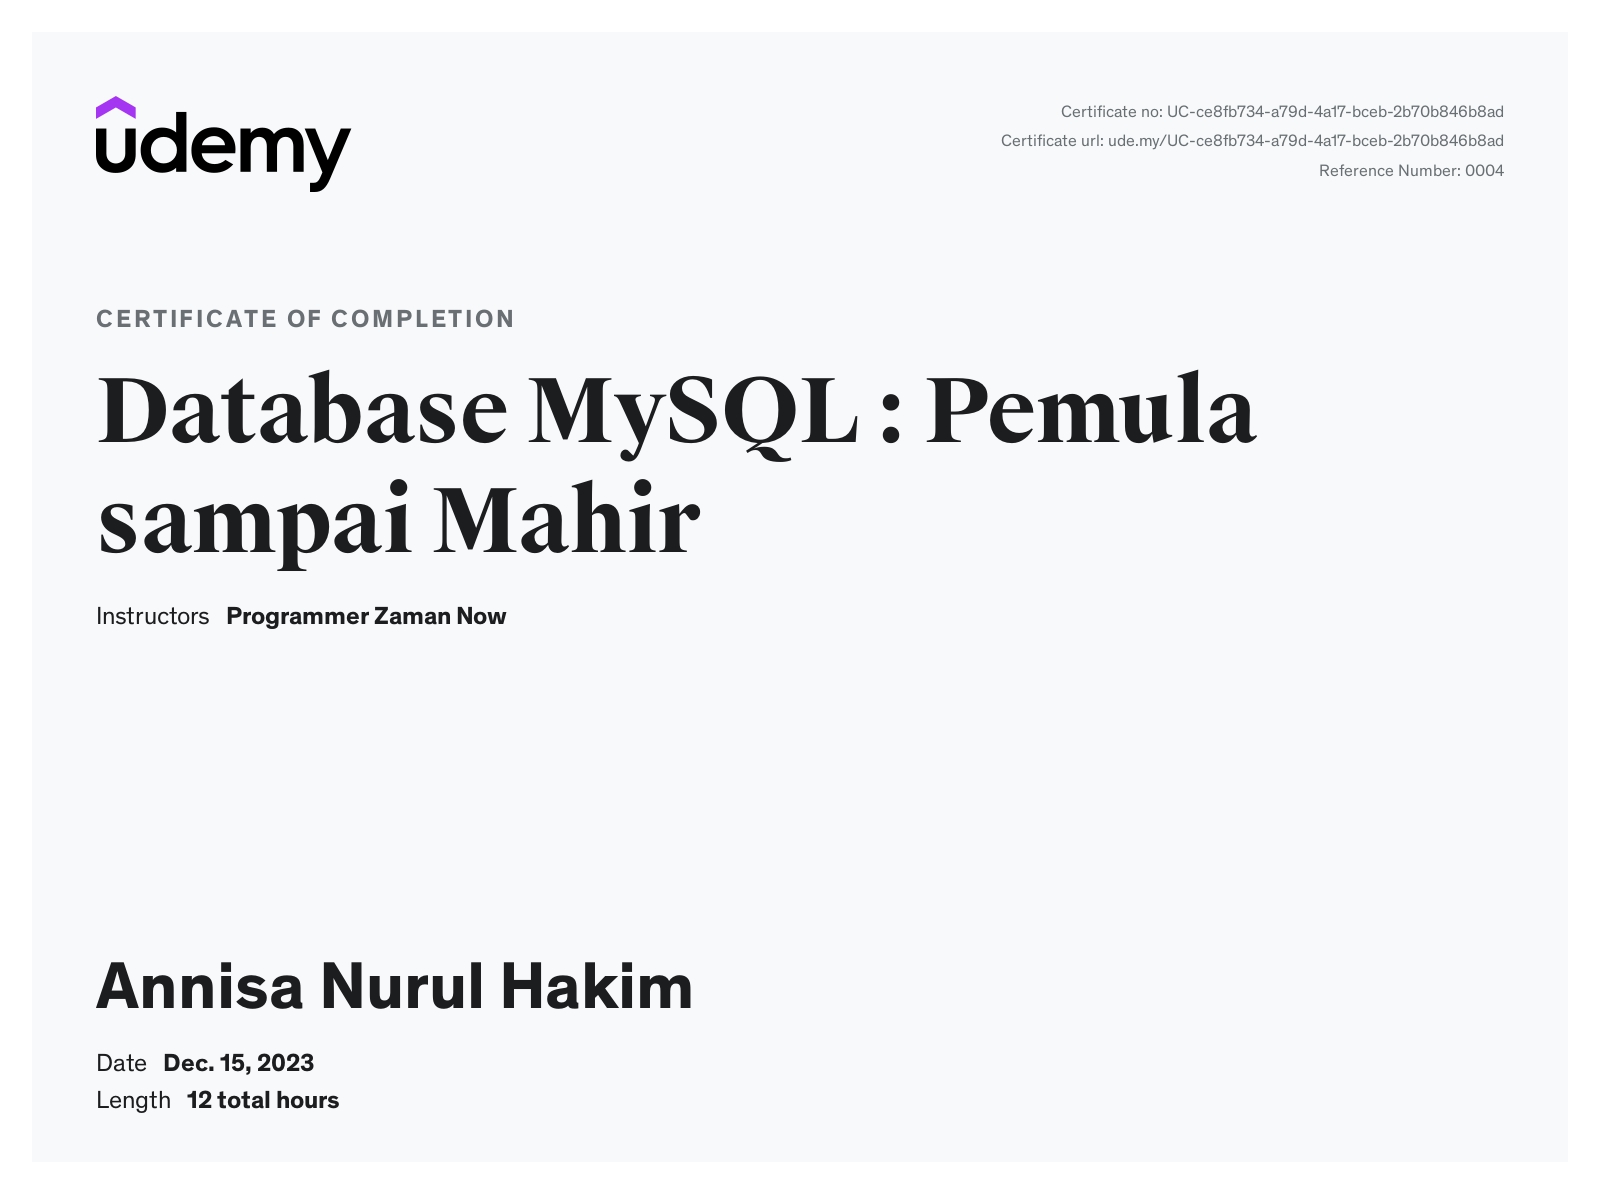 udemy
Certificate no: UC-ce8fb734-a79d-4a17-bceb-2b70b846b8ad
Certificate url: ude.my/UC-ce8fb734-a79d-4a17-bceb-2b70b846b8ad
Reference Number: 0004
CERTIFICATE OF COMPLETION
Database MySQL : Pemula
sampai Mahir
Instructors Programmer Zaman Now
Annisa Nurul Hakim
Date Dec. 15, 2023
Length 12 total hours